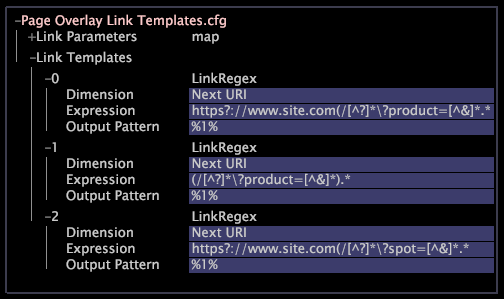 −Page Overlay Link Templates.cfg
+Link Parameters map
−Link Templates
−0 LinkRegex
Dimension Next URI
Expression https?://www.site.com(/[^?]*\?product=[^&]*.*
Output Pattern %1%
−1 LinkRegex
Dimension Next URI
Expression (/[^?]*\?product=[^&]*).*
Output Pattern %1%
−2 LinkRegex
Dimension Next URI
Expression https?://www.site.com(/[^?]*\?spot=[^&]*.*
Output Pattern %1%